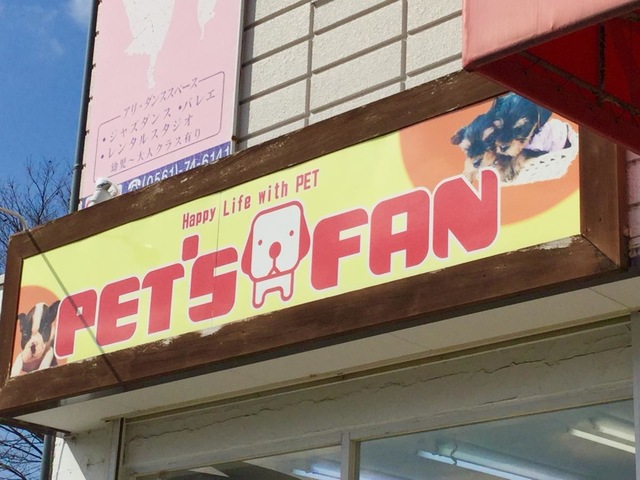 アリ・ダンススペース
・ジャズダンス・バレエ
・レンタルスタジオ
幼児〜大人クラス有り
☎(0561)-74-6141
Happy Life with PET
PET'S FAN